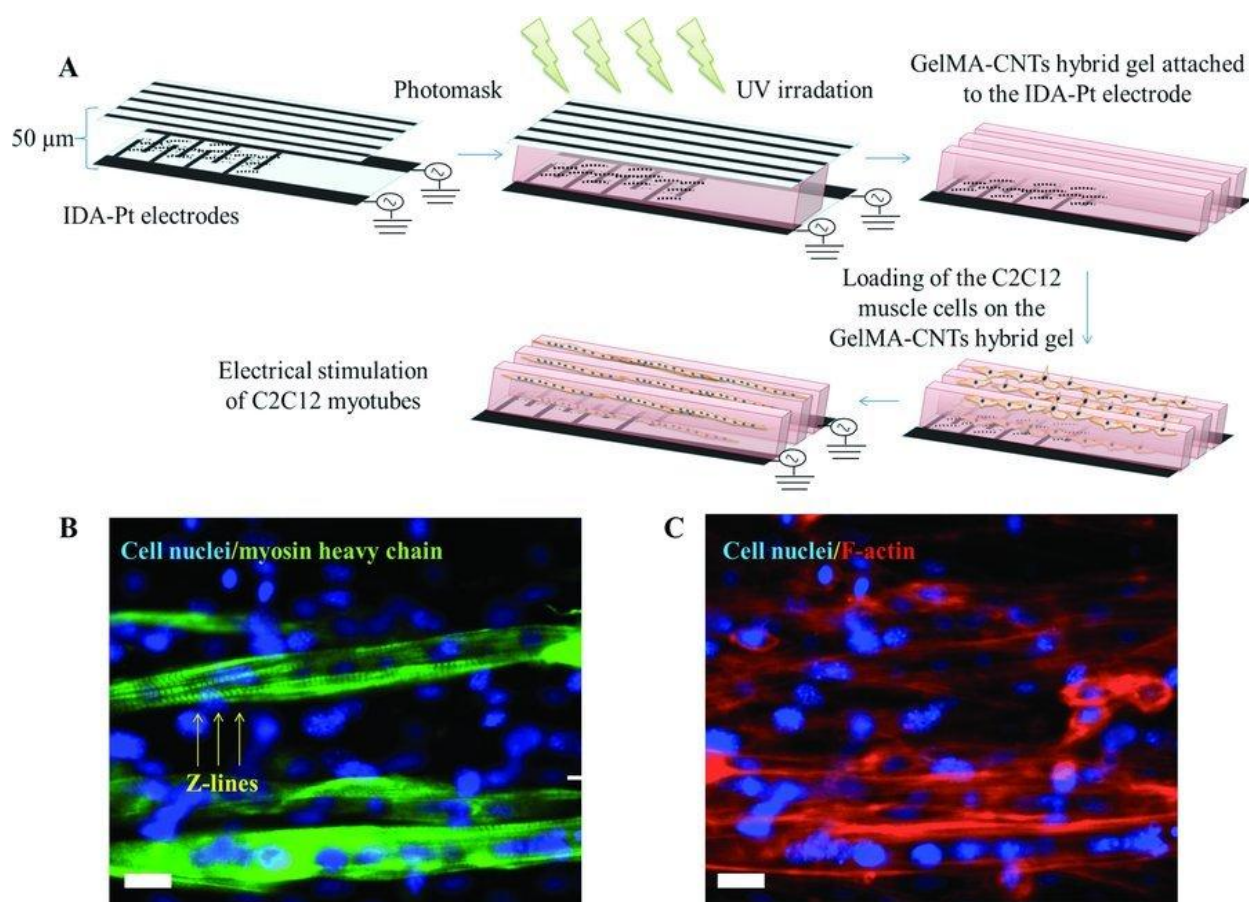 A
50 μm
IDA-Pt electrodes
Photomask
UV irradation
GelMA-CNTs hybrid gel attached
to the IDA-Pt electrode
Loading of the C2C12
muscle cells on the
GelMA-CNTs hybrid gel
Electrical stimulation
of C2C12 myotubes
B
Cell nuclei/myosin heavy chain
Z-lines
C
Cell nuclei/F-actin